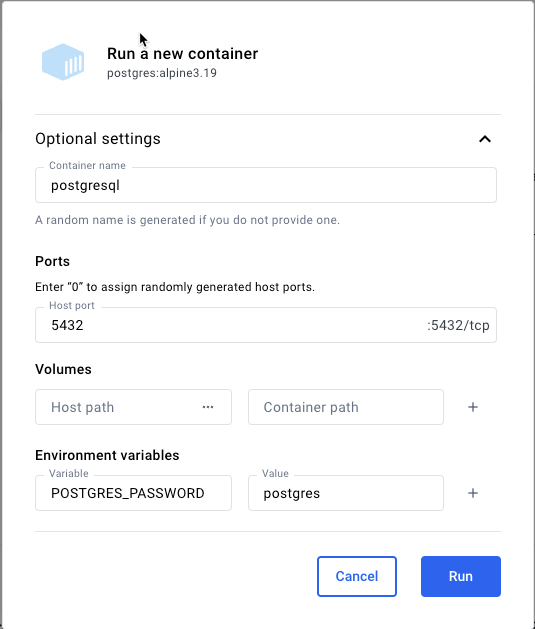 Run a new container
postgres:alpine3.19
Optional settings
Container name
postgresql
A random name is generated if you do not provide one.
Ports
Enter “0” to assign randomly generated host ports.
Host port
5432 :5432/tcp
Volumes
Host path ··· Container path +
Environment variables
Variable Value
POSTGRES_PASSWORD postgres +
Cancel Run